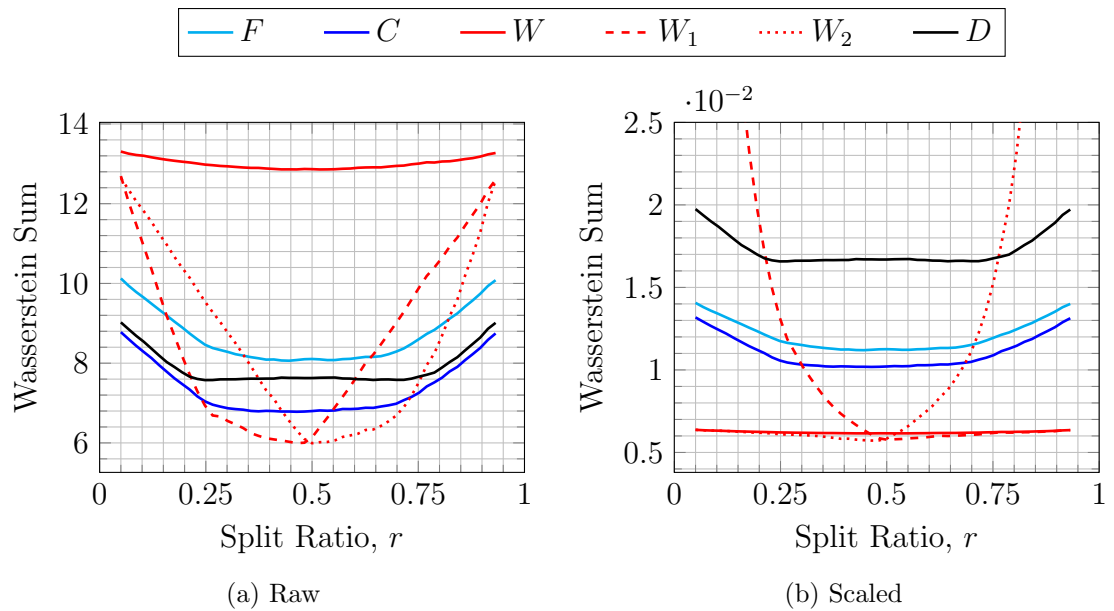 F C W W₁ W₂ D
·10⁻²
14
12
10
8
6
0 0.25 0.5 0.75 1
Wasserstein Sum
Split Ratio, r
(a) Raw
2.5
2
1.5
1
0.5
0 0.25 0.5 0.75 1
Wasserstein Sum
Split Ratio, r
(b) Scaled